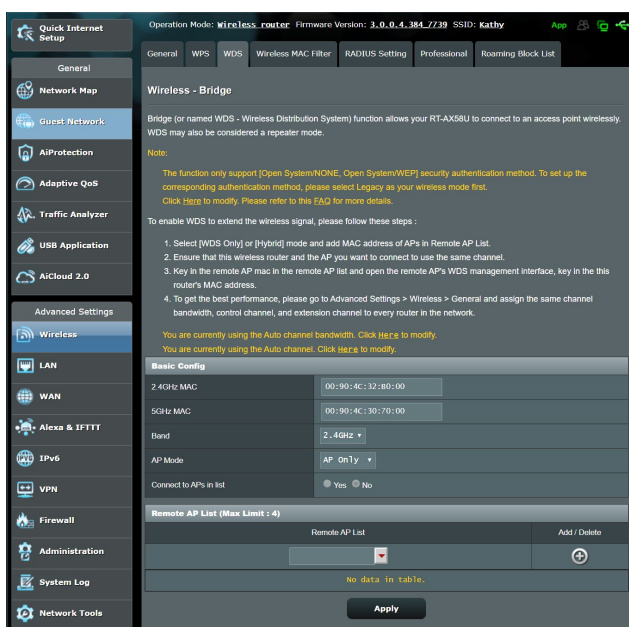 Quick Internet
Setup
General
Network Map
Guest Network
AiProtection
Adaptive QoS
Traffic Analyzer
USB Application
AiCloud 2.0
Advanced Settings
Wireless
LAN
WAN
Alexa & IFTTT
IPv6
VPN
Firewall
Administration
System Log
Network Tools
Operation Mode: Wireless router Firmware Version: 3.0.0.4.384_7739 SSID: Kathy App
General WPS WDS Wireless MAC Filter RADIUS Setting Professional Roaming Block List
Wireless - Bridge
Bridge (or named WDS - Wireless Distribution System) function allows your RT-AX58U to connect to an access point wirelessly.
WDS may also be considered a repeater mode.
Note:
The function only support [Open System/NONE, Open System/WEP] security authentication method. To set up the
corresponding authentication method, please select Legacy as your wireless mode first.
Click Here to modify. Please refer to this FAQ for more details.
To enable WDS to extend the wireless signal, please follow these steps :
1. Select [WDS Only] or [Hybrid] mode and add MAC address of APs in Remote AP List.
2. Ensure that this wireless router and the AP you want to connect to use the same channel.
3. Key in the remote AP mac in the remote AP list and open the remote AP's WDS management interface, key in the this
router's MAC address.
4. To get the best performance, please go to Advanced Settings > Wireless > General and assign the same channel
bandwidth, control channel, and extension channel to every router in the network.
You are currently using the Auto channel bandwidth. Click Here to modify.
You are currently using the Auto channel. Click Here to modify.
Basic Config
2.4GHz MAC 00:90:4C:32:B0:00
5GHz MAC 00:90:4C:30:70:00
Band 2.4GHz
AP Mode AP Only
Connect to APs in list Yes No
Remote AP List (Max Limit : 4)
Remote AP List Add / Delete
No data in table.
Apply